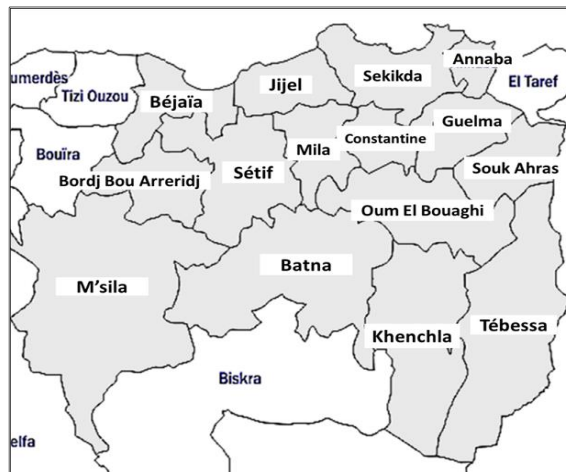 Annaba
umerdès
Jijel
Sekikda
El Taref
Tizi Ouzou
Béjaïa
Guelma
Constantine
Bouïra
Mila
Sétif
Souk Ahras
Bordj Bou Arreridj
Oum El Bouaghi
Batna
M'sila
Khenchla
Tébessa
Biskra
elfa